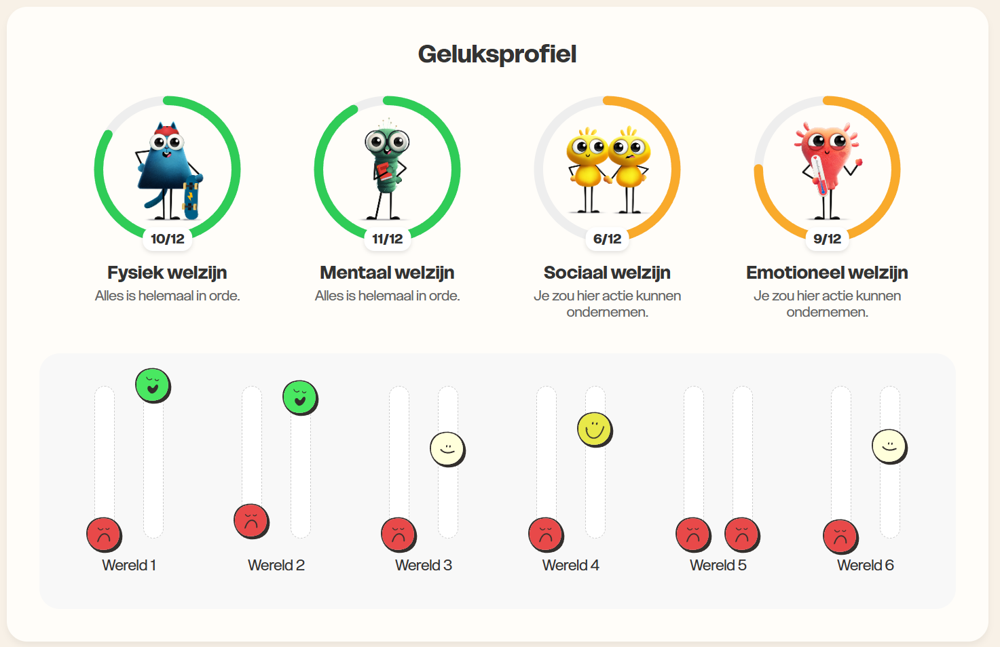 Geluksprofiel
10/12
11/12
6/12
9/12
Fysiek welzijn
Mentaal welzijn
Sociaal welzijn
Emotioneel welzijn
Alles is helemaal in orde.
Alles is helemaal in orde.
Je zou hier actie kunnen
ondernemen.
Je zou hier actie kunnen
ondernemen.
Wereld 1
Wereld 2
Wereld 3
Wereld 4
Wereld 5
Wereld 6